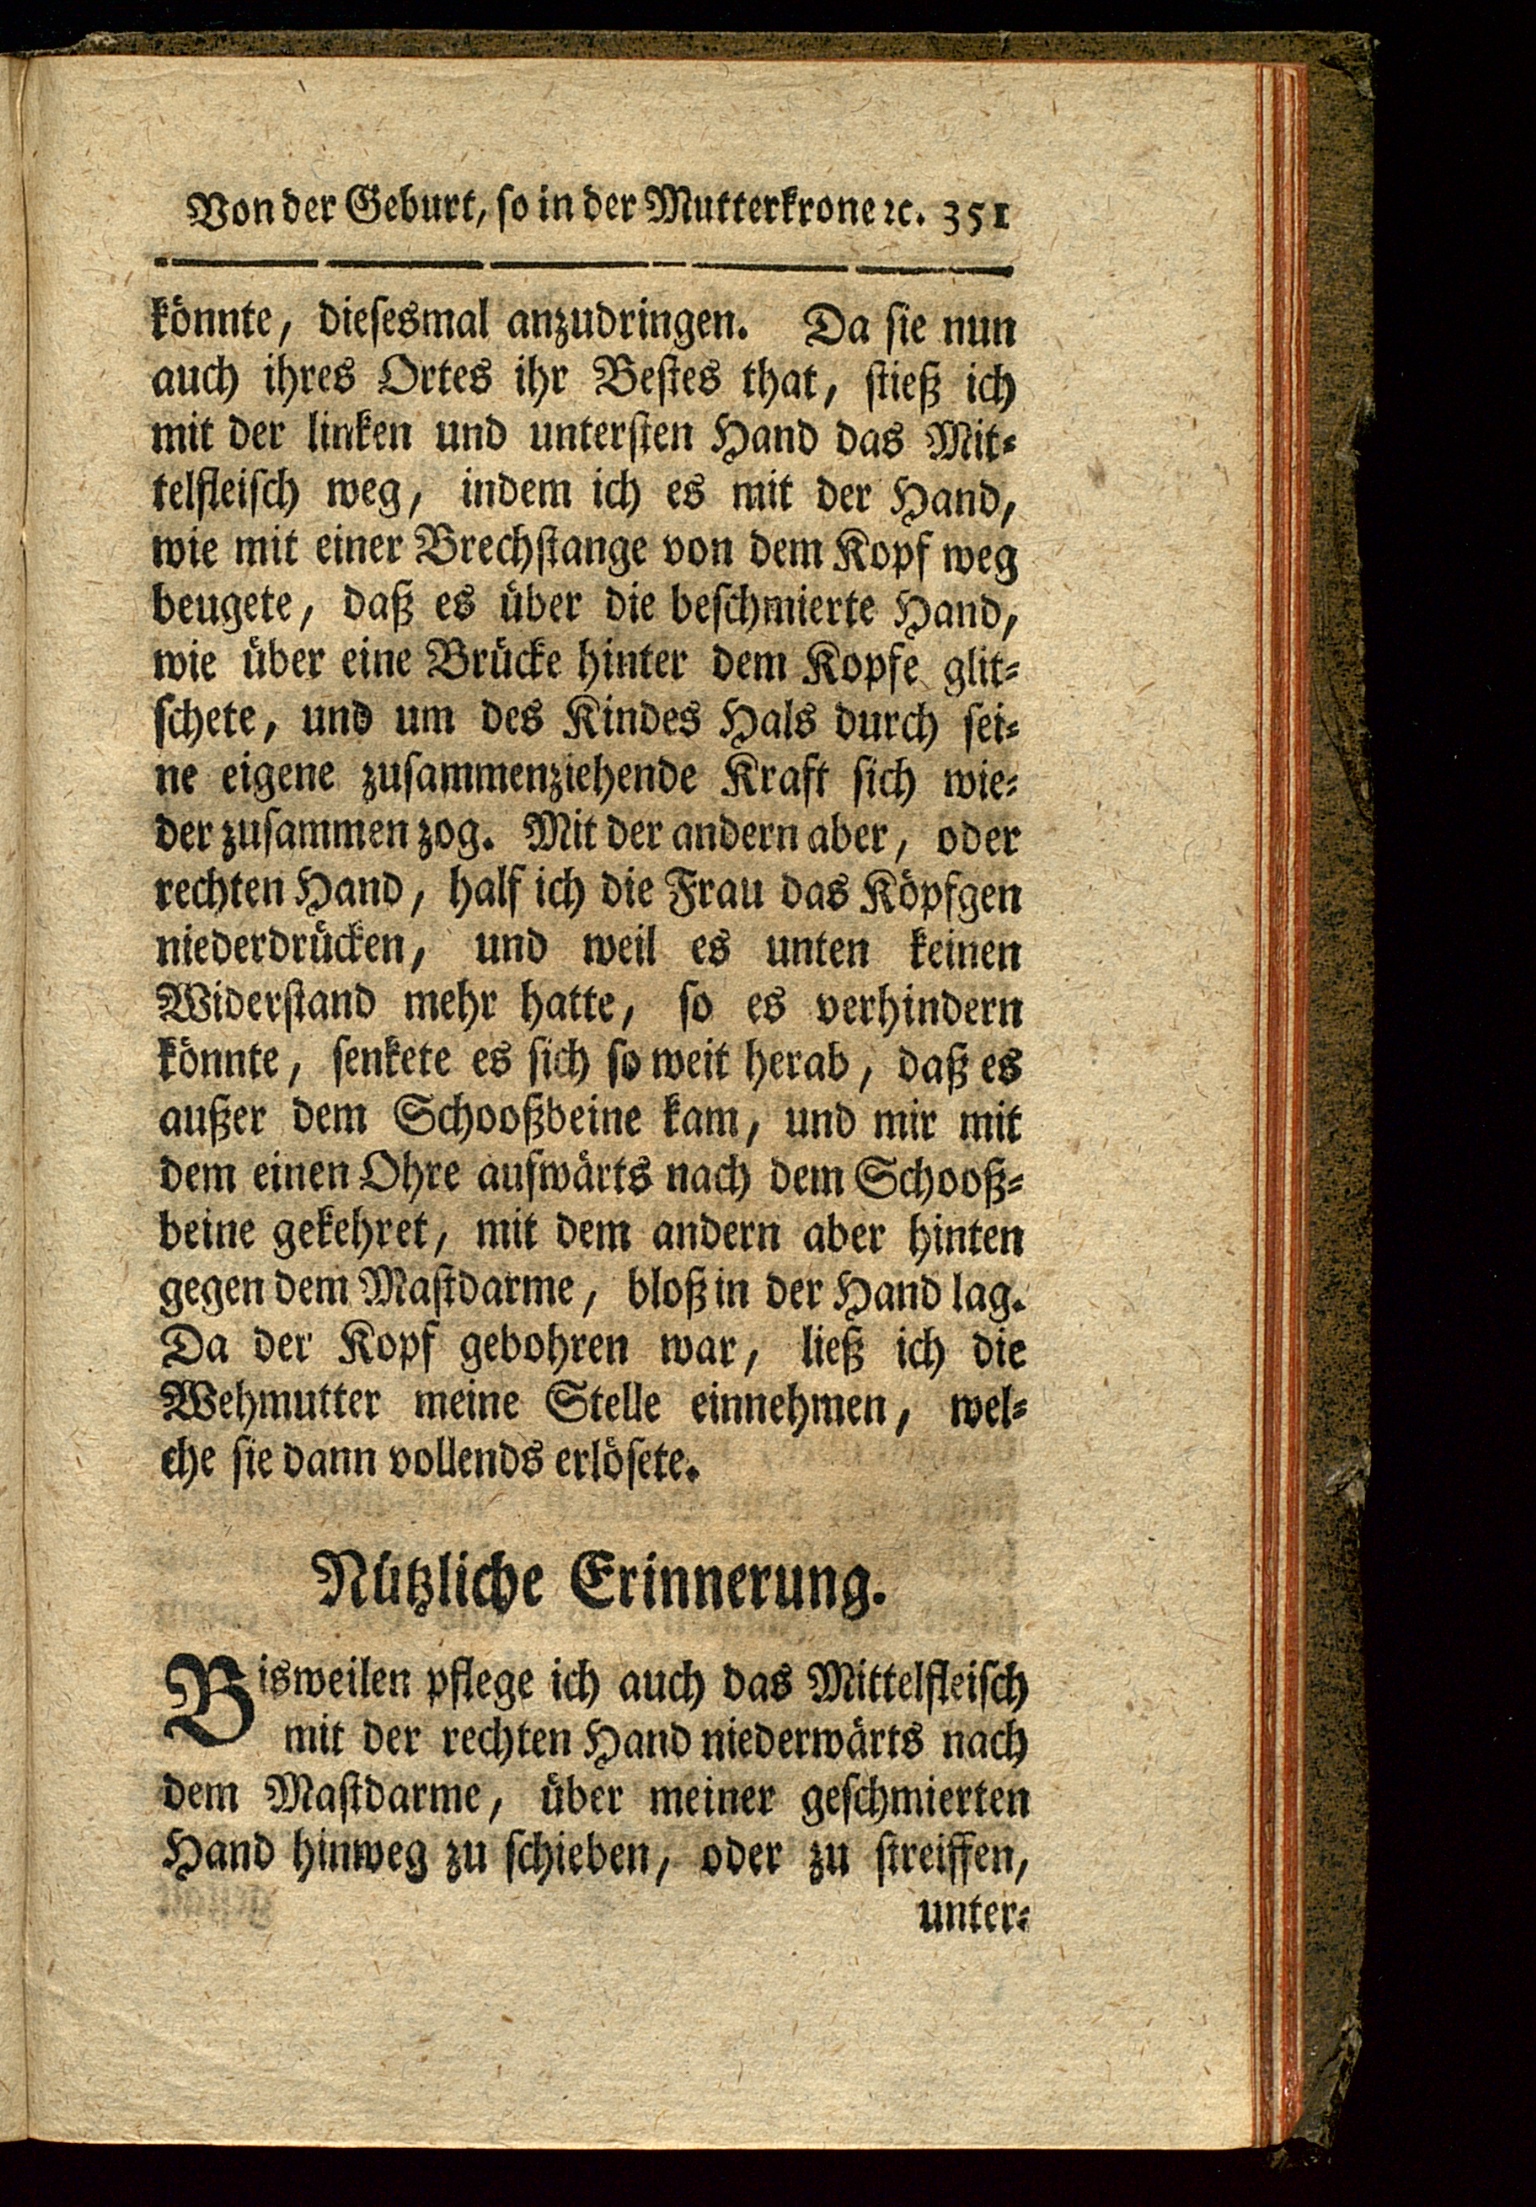 Von der Geburt, so in der Mutterkrone ꝛc. 351
könnte, dieſesmal anzudringen. Da ſie nun
auch ihres Ortes ihr Beſtes that, ſtieß ich
mit der linken und unterſten Hand das Mit⸗
telfleiſch weg, indem ich es mit der Hand,
wie mit einer Brechſtange von dem Kopf weg
beugete, daß es über die beſchmierte Hand,
wie über eine Brücke hinter dem Kopfe glit⸗
ſchete, und um des Kindes Hals durch ſei⸗
ne eigene zuſammenziehende Kraft ſich wie⸗
der zuſammen zog. Mit der andern aber, oder
rechten Hand, half ich die Frau das Köpfgen
niederdrücken, und weil es unten keinen
Widerſtand mehr hatte, ſo es verhindern
könnte, ſenkete es ſich ſo weit herab, daß es
außer dem Schooßbeine kam, und mir mit
dem einen Ohre aufwärts nach dem Schooß⸗
beine gekehret, mit dem andern aber hinten
gegen dem Maſtdarme, bloß in der Hand lag.
Da der Kopf gebohren war, ließ ich die
Wehmutter meine Stelle einnehmen, wel⸗
che ſie dann vollends erlöſete.
Nützliche Erinnerung.
Bisweilen pflege ich auch das Mittelfleiſch
mit der rechten Hand niederwärts nach
dem Maſtdarme, über meiner geſchmierten
Hand hinweg zu ſchieben, oder zu ſtreiffen,
unter⸗